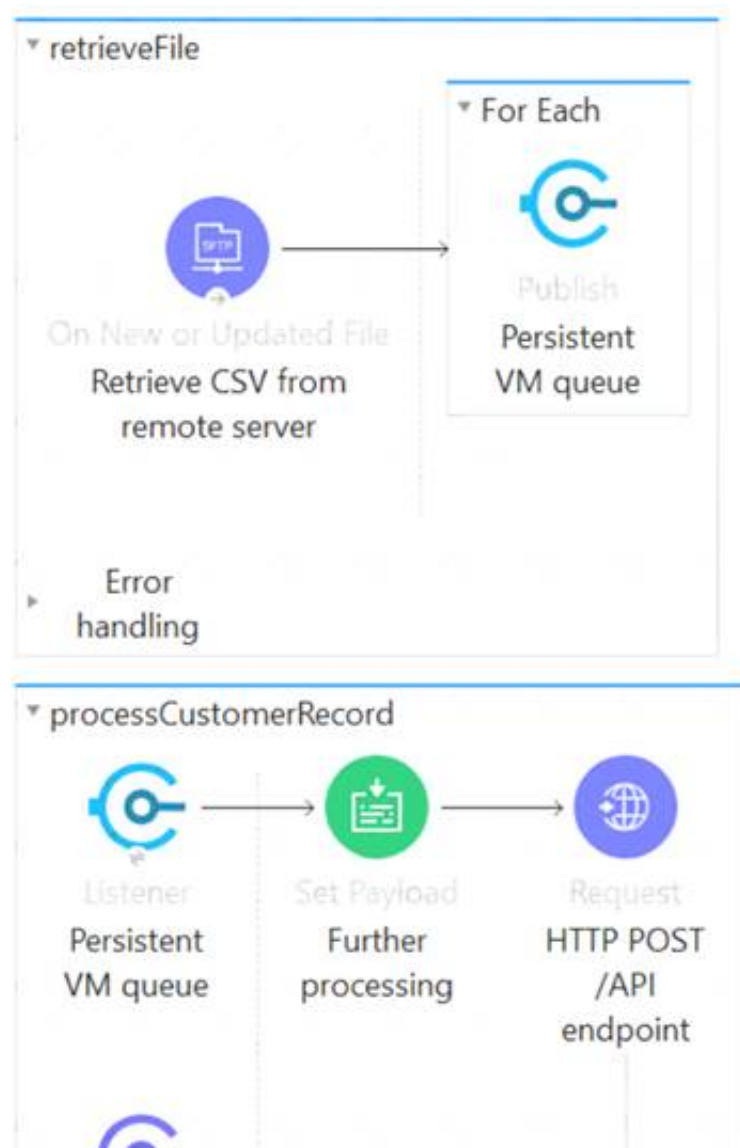 retrieveFile
For Each
SFTP
On New or Updated File
Retrieve CSV from
remote server
Publish
Persistent
VM queue
Error
handling
processCustomerRecord
Listener
Persistent
VM queue
Set Payload
Further
processing
Request
HTTP POST
/API
endpoint